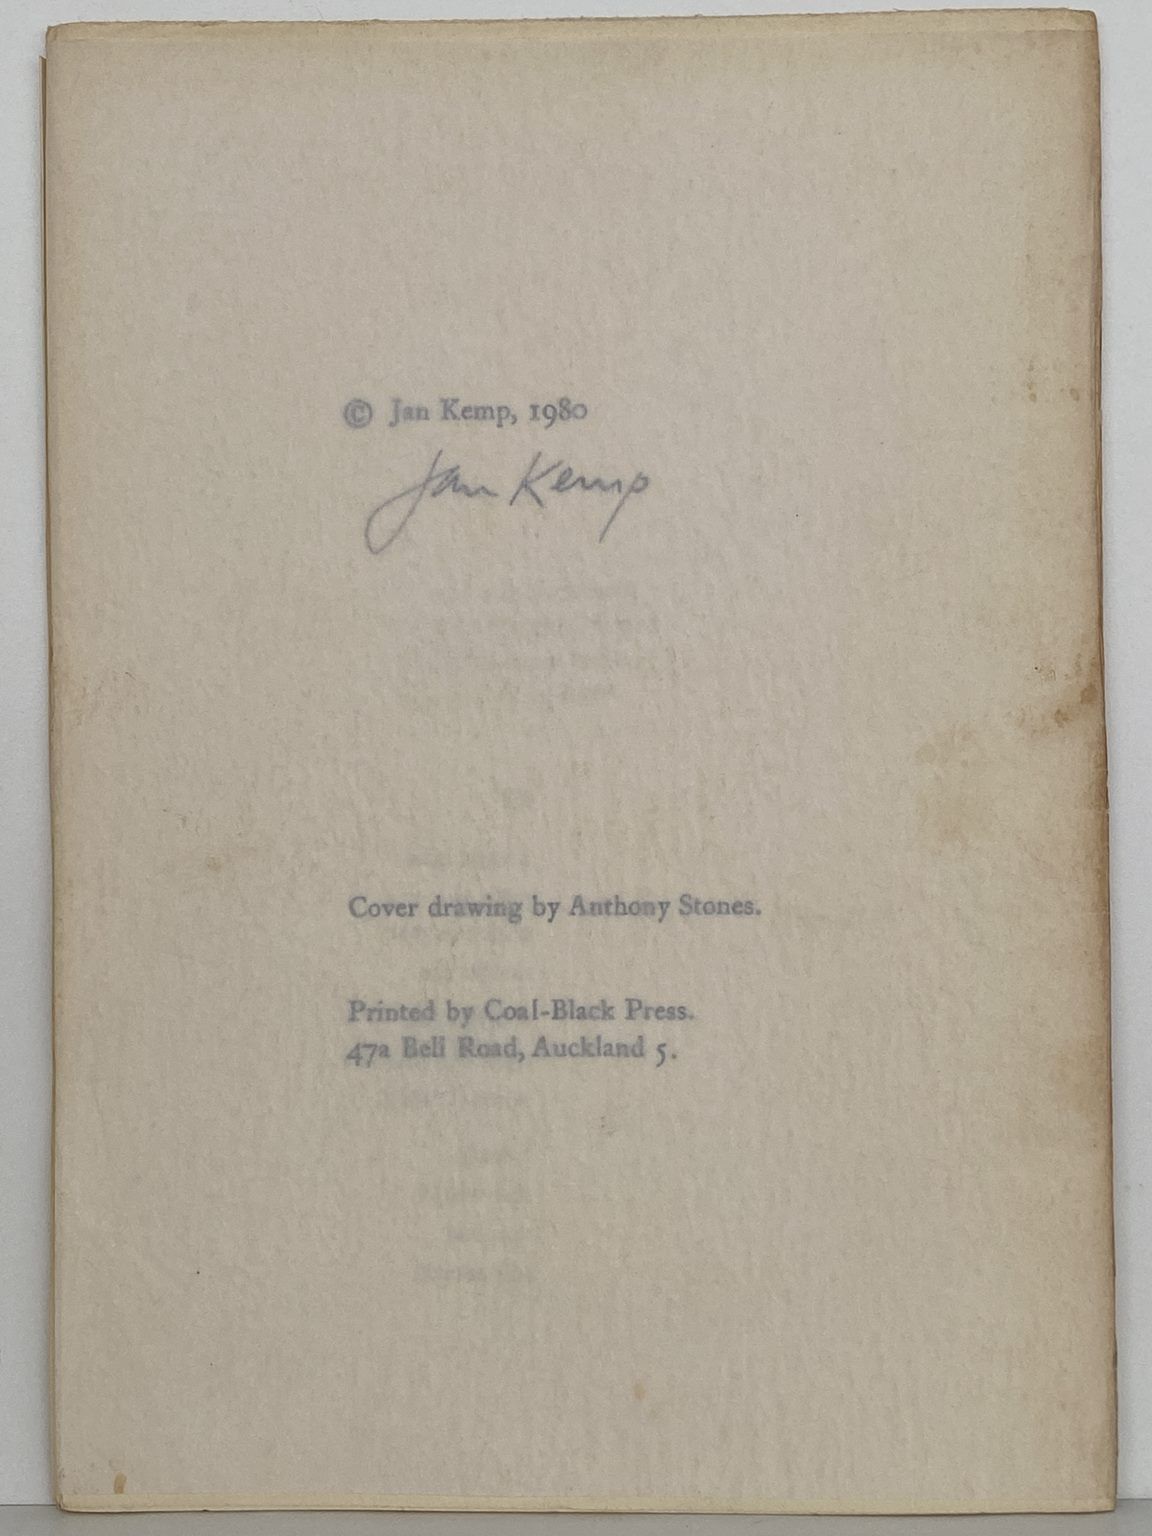 © Jan Kemp, 1980
Jan Kemp
Cover drawing by Anthony Stones.
Printed by Coal-Black Press.
47a Bell Road, Auckland 5.